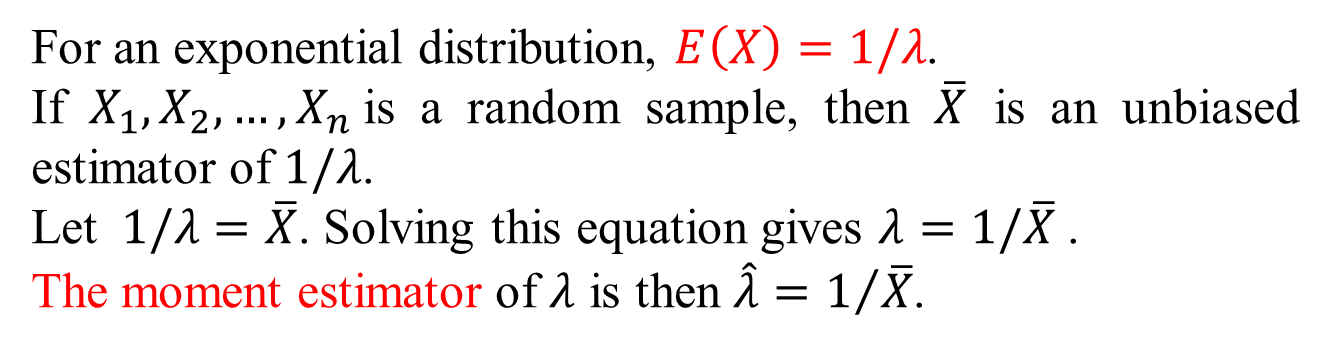 For an exponential distribution, E(X) = 1/λ.
If X₁, X₂, … , Xₙ is a random sample, then X̄ is an unbiased
estimator of 1/λ.
Let 1/λ = X̄. Solving this equation gives λ = 1/X̄ .
The moment estimator of λ is then λ̂ = 1/X̄.